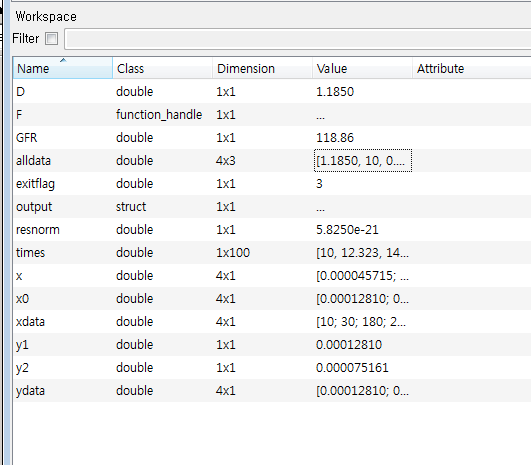 Workspace
Filter
Name Class Dimension Value Attribute
D double 1x1 1.1850
F function_handle 1x1 ...
GFR double 1x1 118.86
alldata double 4x3 [1.1850, 10, 0....
exitflag double 1x1 3
output struct 1x1 ...
resnorm double 1x1 5.8250e-21
times double 1x100 [10, 12.323, 14...
x double 4x1 [0.000045715; ...
x0 double 4x1 [0.00012810; 0...
xdata double 4x1 [10; 30; 180; 2...
y1 double 1x1 0.00012810
y2 double 1x1 0.000075161
ydata double 4x1 [0.00012810; 0...